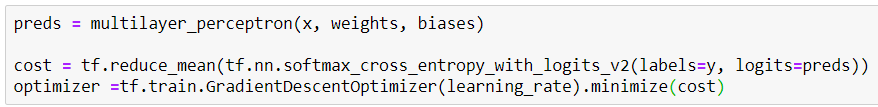 preds = multilayer_perceptron(x, weights, biases)
cost = tf.reduce_mean(tf.nn.softmax_cross_entropy_with_logits_v2(labels=y, logits=preds))
optimizer =tf.train.GradientDescentOptimizer(learning_rate).minimize(cost)